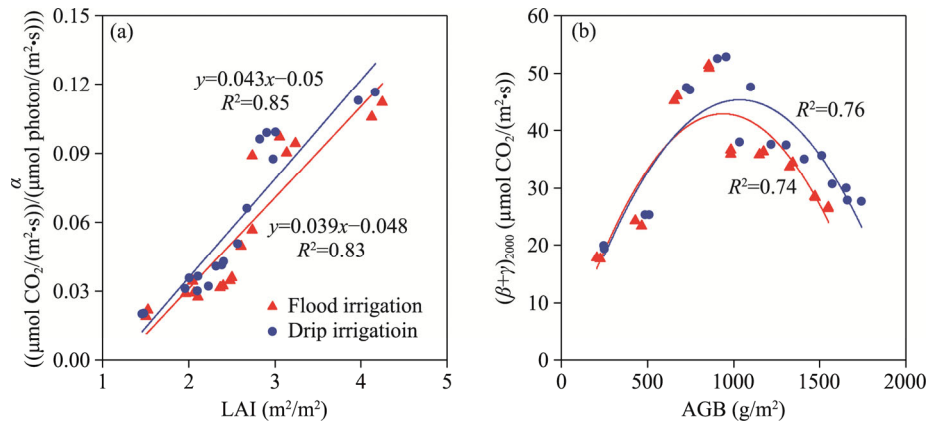 (a)
y=0.043x−0.05
R²=0.85
y=0.039x−0.048
R²=0.83
Flood irrigation
Drip irrigatioin
0.15
0.12
0.09
0.06
0.03
0.00
1 2 3 4 5
LAI (m²/m²)
α
((μmol CO₂/(m²•s))/(μmol photon/(m²•s)))
(b)
R²=0.76
R²=0.74
60
50
40
30
20
10
0
0 500 1000 1500 2000
AGB (g/m²)
(β+γ)₂₀₀₀ (μmol CO₂/(m²•s))